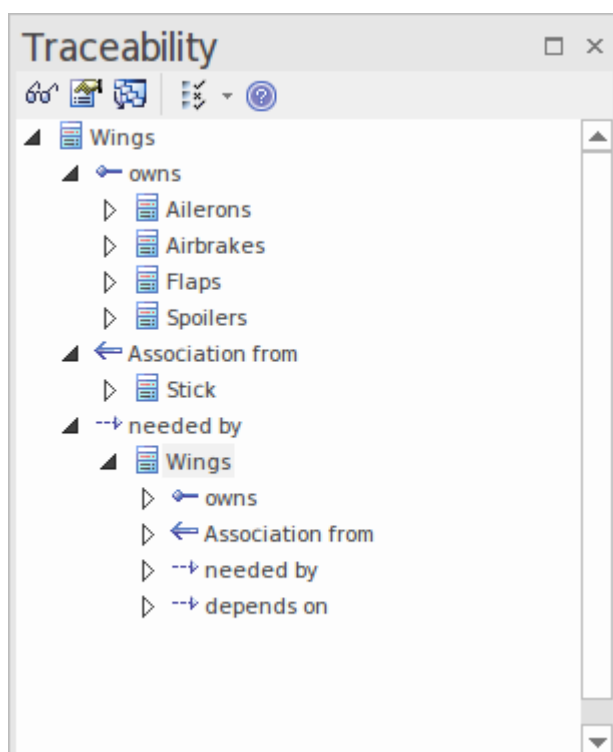 Traceability
Wings
owns
Ailerons
Airbrakes
Flaps
Spoilers
Association from
Stick
needed by
Wings
owns
Association from
needed by
depends on